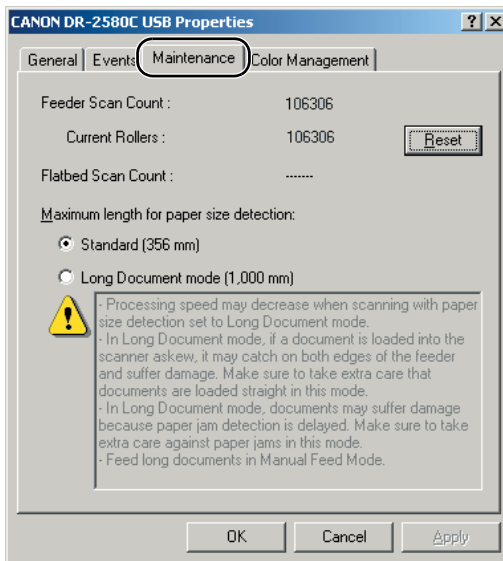 CANON DR-2580C USB Properties
General Events Maintenance Color Management
Feeder Scan Count : 106306
Current Rollers : 106306 Reset
Flatbed Scan Count : -------
Maximum length for paper size detection:
Standard (356 mm)
Long Document mode (1,000 mm)
- Processing speed may decrease when scanning with paper
size detection set to Long Document mode.
- In Long Document mode, if a document is loaded into the
scanner askew, it may catch on both edges of the feeder
and suffer damage. Make sure to take extra care that
documents are loaded straight in this mode.
- In Long Document mode, documents may suffer damage
because paper jam detection is delayed. Make sure to take
extra care against paper jams in this mode.
- Feed long documents in Manual Feed Mode.
OK Cancel Apply